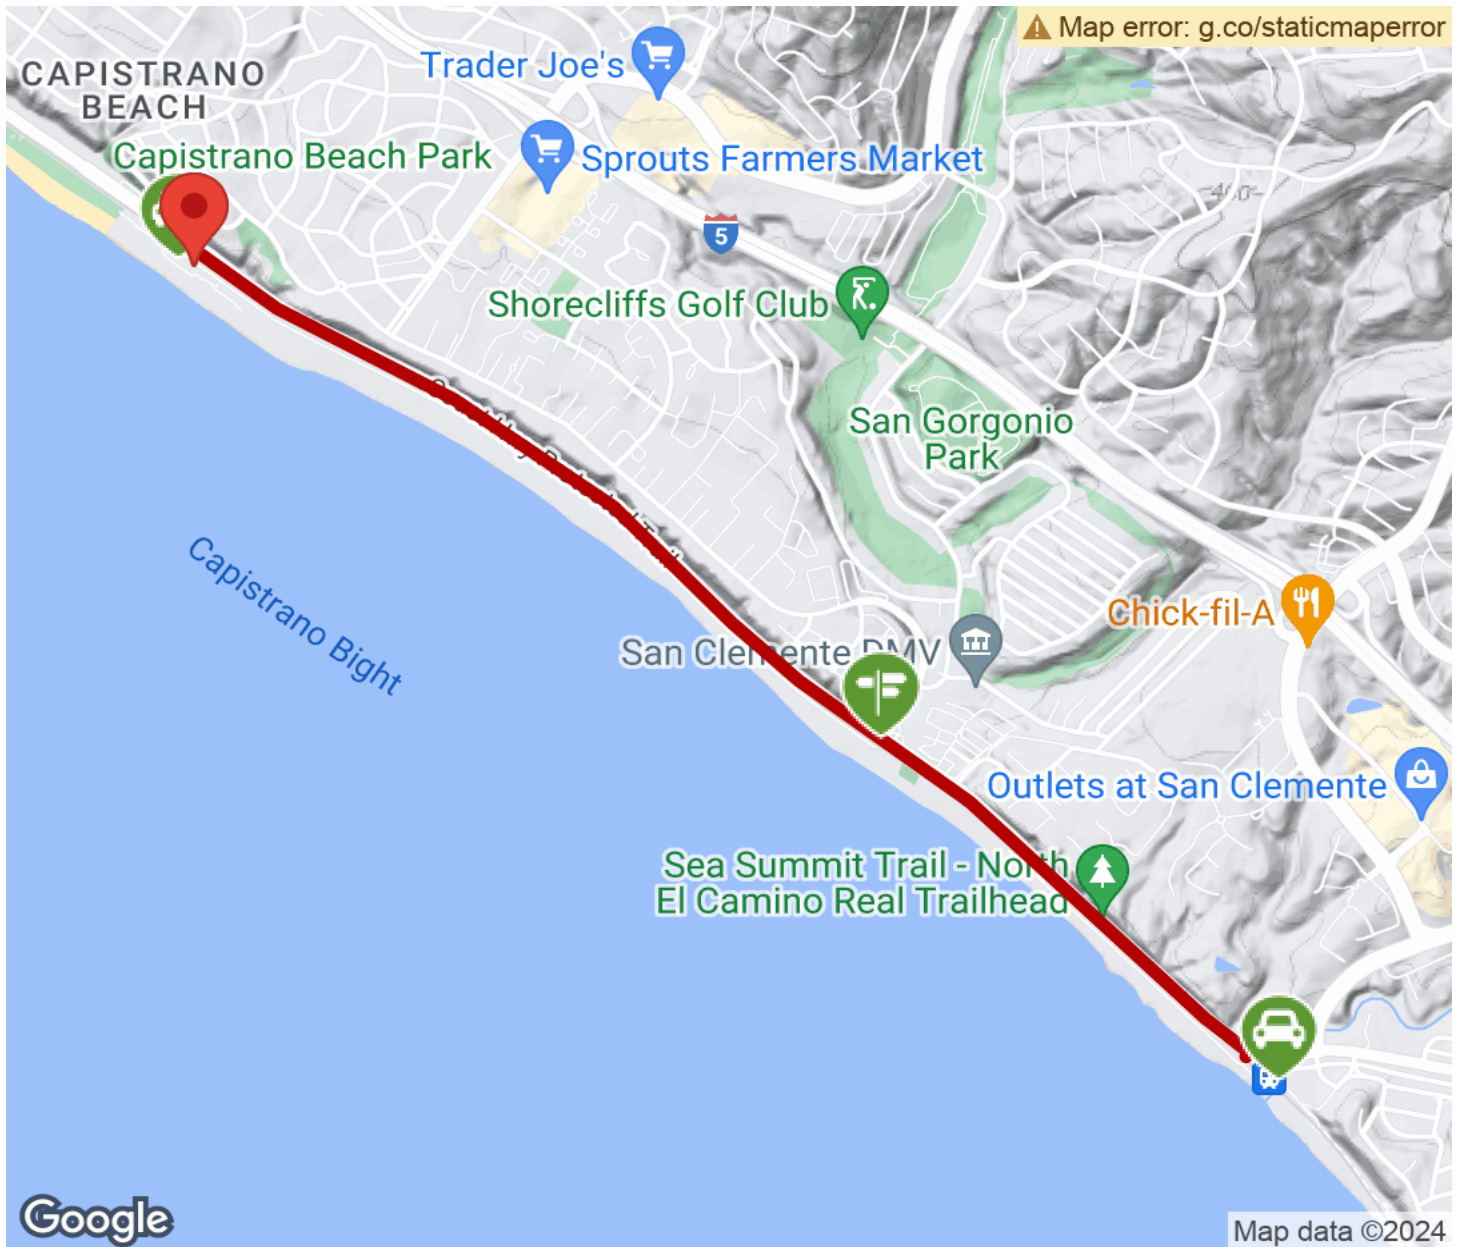 Map error: g.co/staticmaperror
CAPISTRANO
BEACH
Trader Joe's
Capistrano Beach Park
Sprouts Farmers Market
400
5
Shorecliffs Golf Club
San Gorgonio
Park
Capistrano Bight
Chick-fil-A
San Clemente DMV
Outlets at San Clemente
Sea Summit Trail - North
El Camino Real Trailhead
Google
Map data ©2024